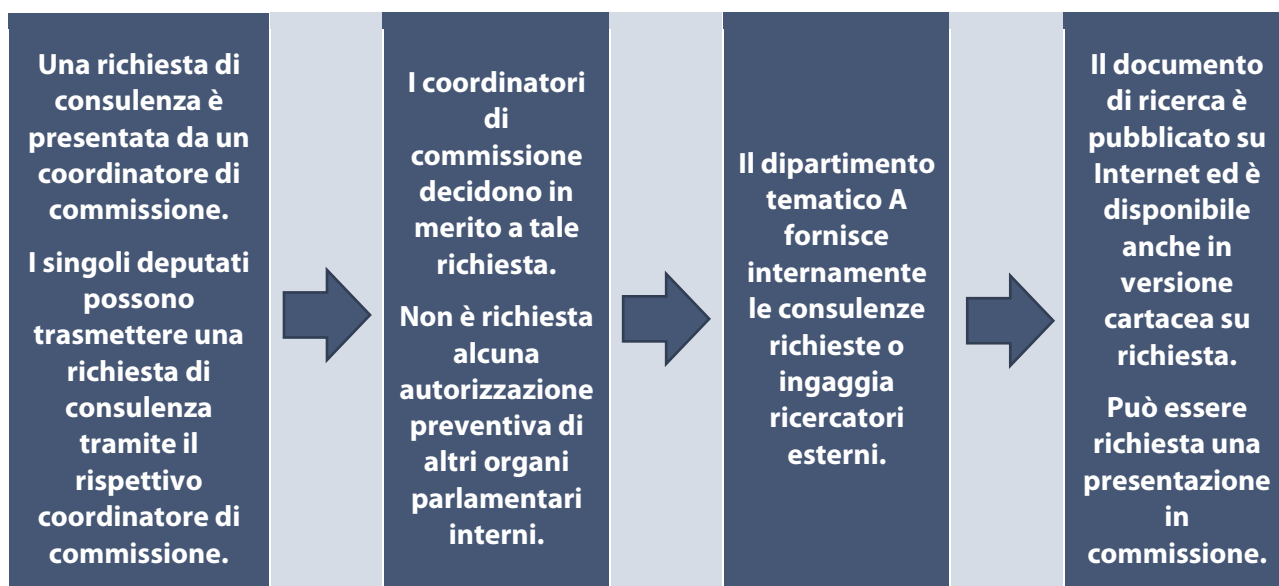 Una richiesta di
consulenza è
presentata da un
coordinatore di
commissione.
I singoli deputati
possono
trasmettere una
richiesta di
consulenza
tramite il
rispettivo
coordinatore di
commissione.
I coordinatori
di
commissione
decidono in
merito a tale
richiesta.
Non è richiesta
alcuna
autorizzazione
preventiva di
altri organi
parlamentari
interni.
Il dipartimento
tematico A
fornisce
internamente
le consulenze
richieste o
ingaggia
ricercatori
esterni.
Il documento
di ricerca è
pubblicato su
Internet ed è
disponibile
anche in
versione
cartacea su
richiesta.
Può essere
richiesta una
presentazione
in
commissione.